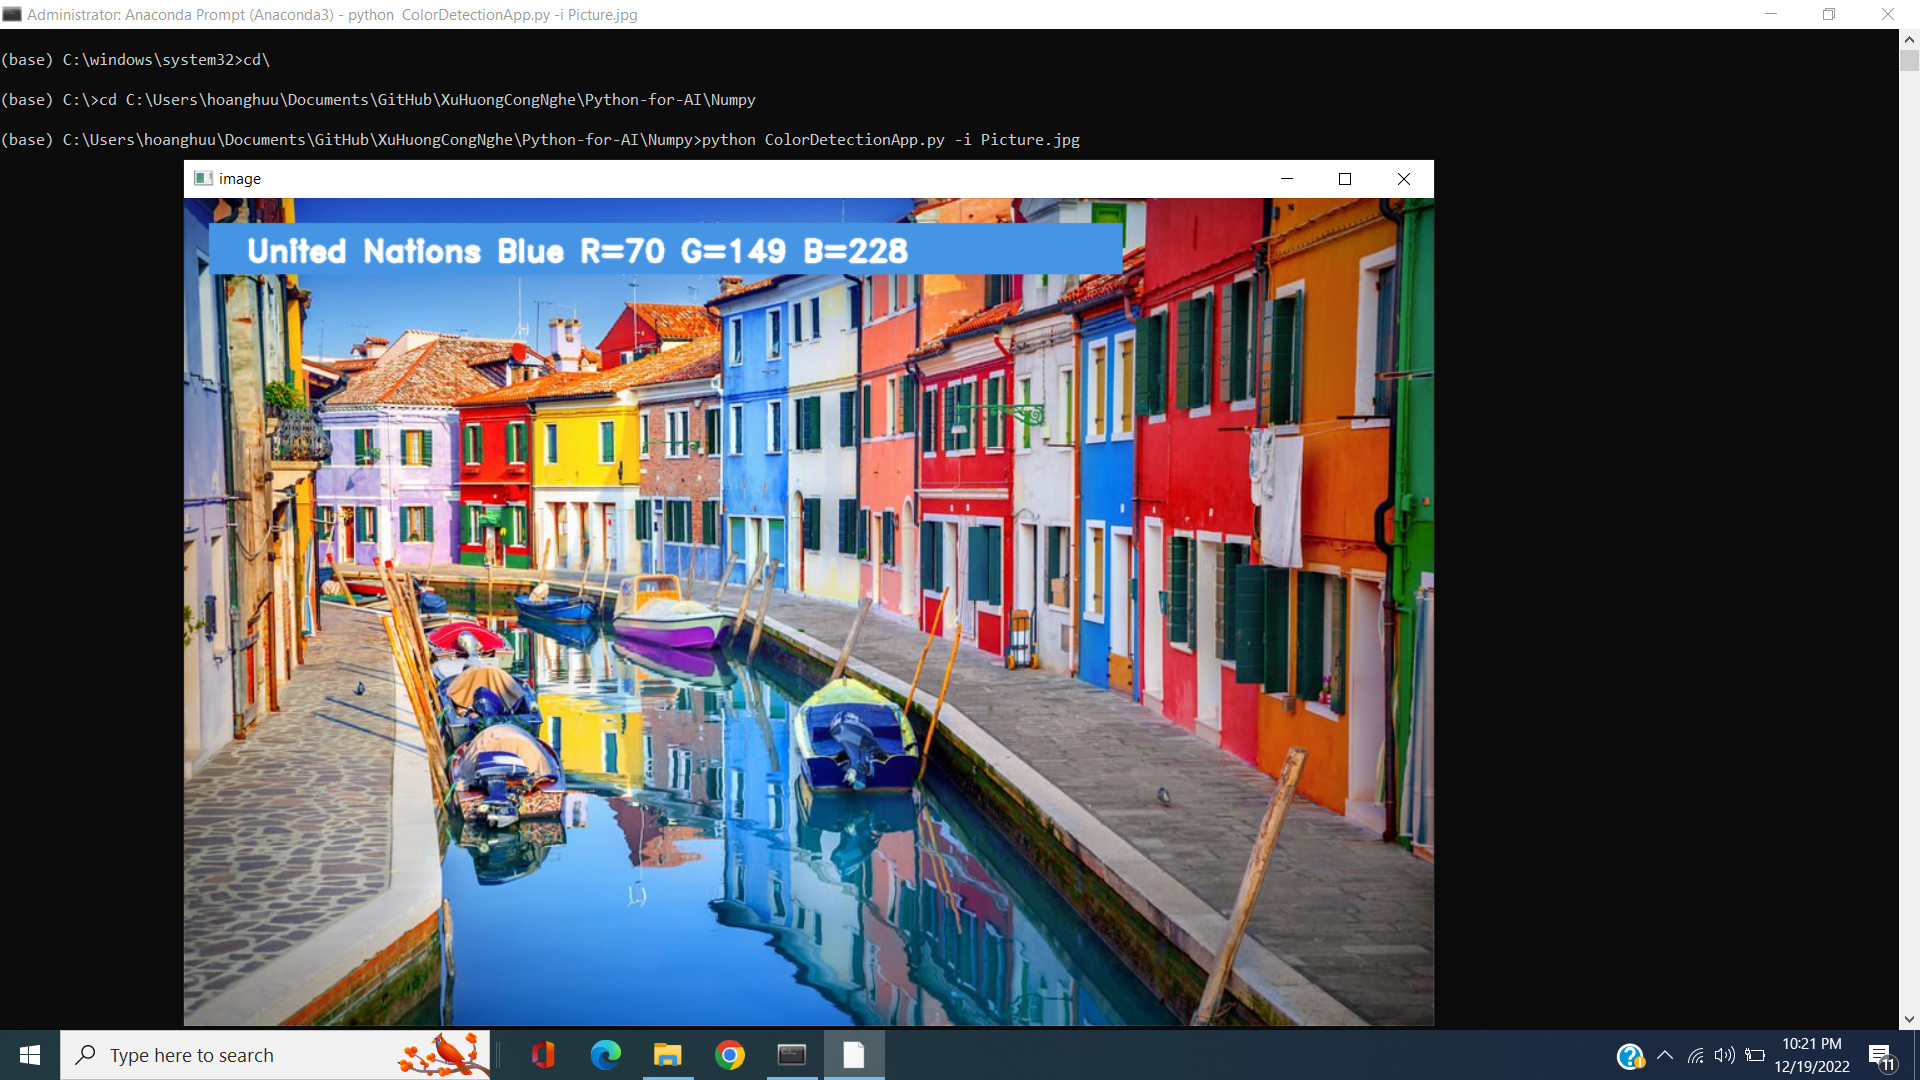 Administrator: Anaconda Prompt (Anaconda3) - python  ColorDetectionApp.py -i Picture.jpg
(base) C:\windows\system32>cd\
(base) C:\>cd C:\Users\hoanghuu\Documents\GitHub\XuHuongCongNghe\Python-for-AI\Numpy
(base) C:\Users\hoanghuu\Documents\GitHub\XuHuongCongNghe\Python-for-AI\Numpy>python ColorDetectionApp.py -i Picture.jpg
image
United Nations Blue R=70 G=149 B=228
Type here to search
10:21 PM
12/19/2022
11